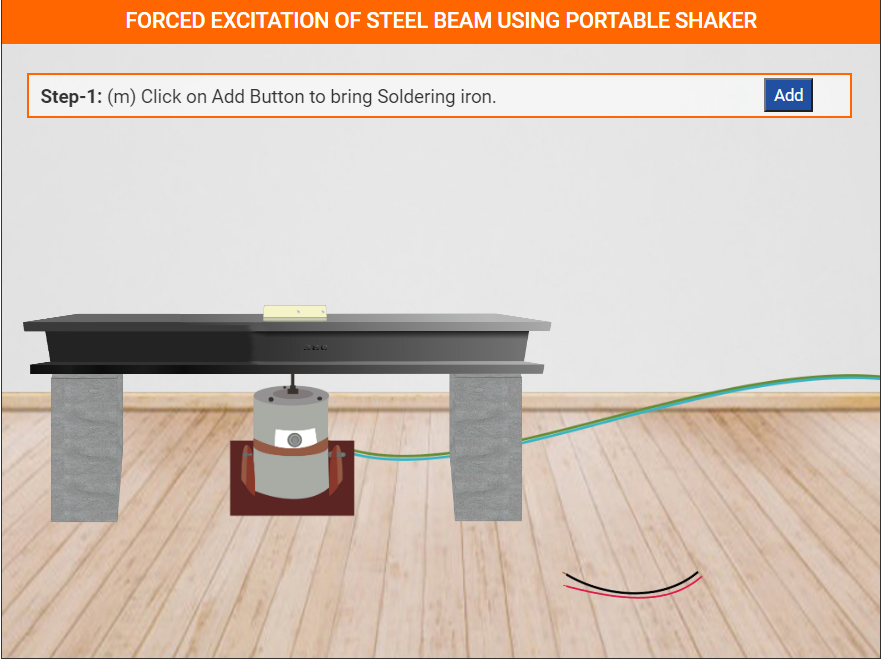 FORCED EXCITATION OF STEEL BEAM USING PORTABLE SHAKER
Step-1: (m) Click on Add Button to bring Soldering iron.
Add